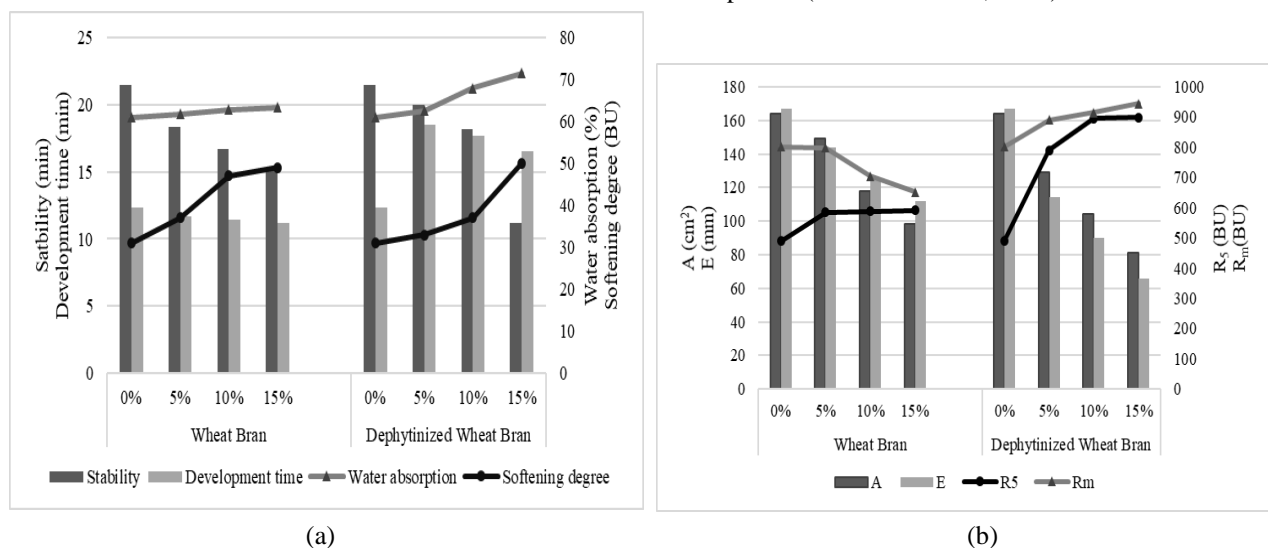 25
20
15
10
5
0
Satbility (min)
Development time (min)
80
70
60
50
40
30
20
10
0
Water absorption (%)
Softening degree (BU)
0% 5% 10% 15% 0% 5% 10% 15%
Wheat Bran Dephytinized Wheat Bran
Stability Development time Water absorption Softening degree
(a)
180
160
140
120
100
80
60
40
20
0
A (cm²)
E (mm)
1000
900
800
700
600
500
400
300
200
100
0
R₅ (BU)
Rₘ(BU)
0% 5% 10% 15% 0% 5% 10% 15%
Wheat Bran Dephytinized Wheat Bran
A E R5 Rm
(b)